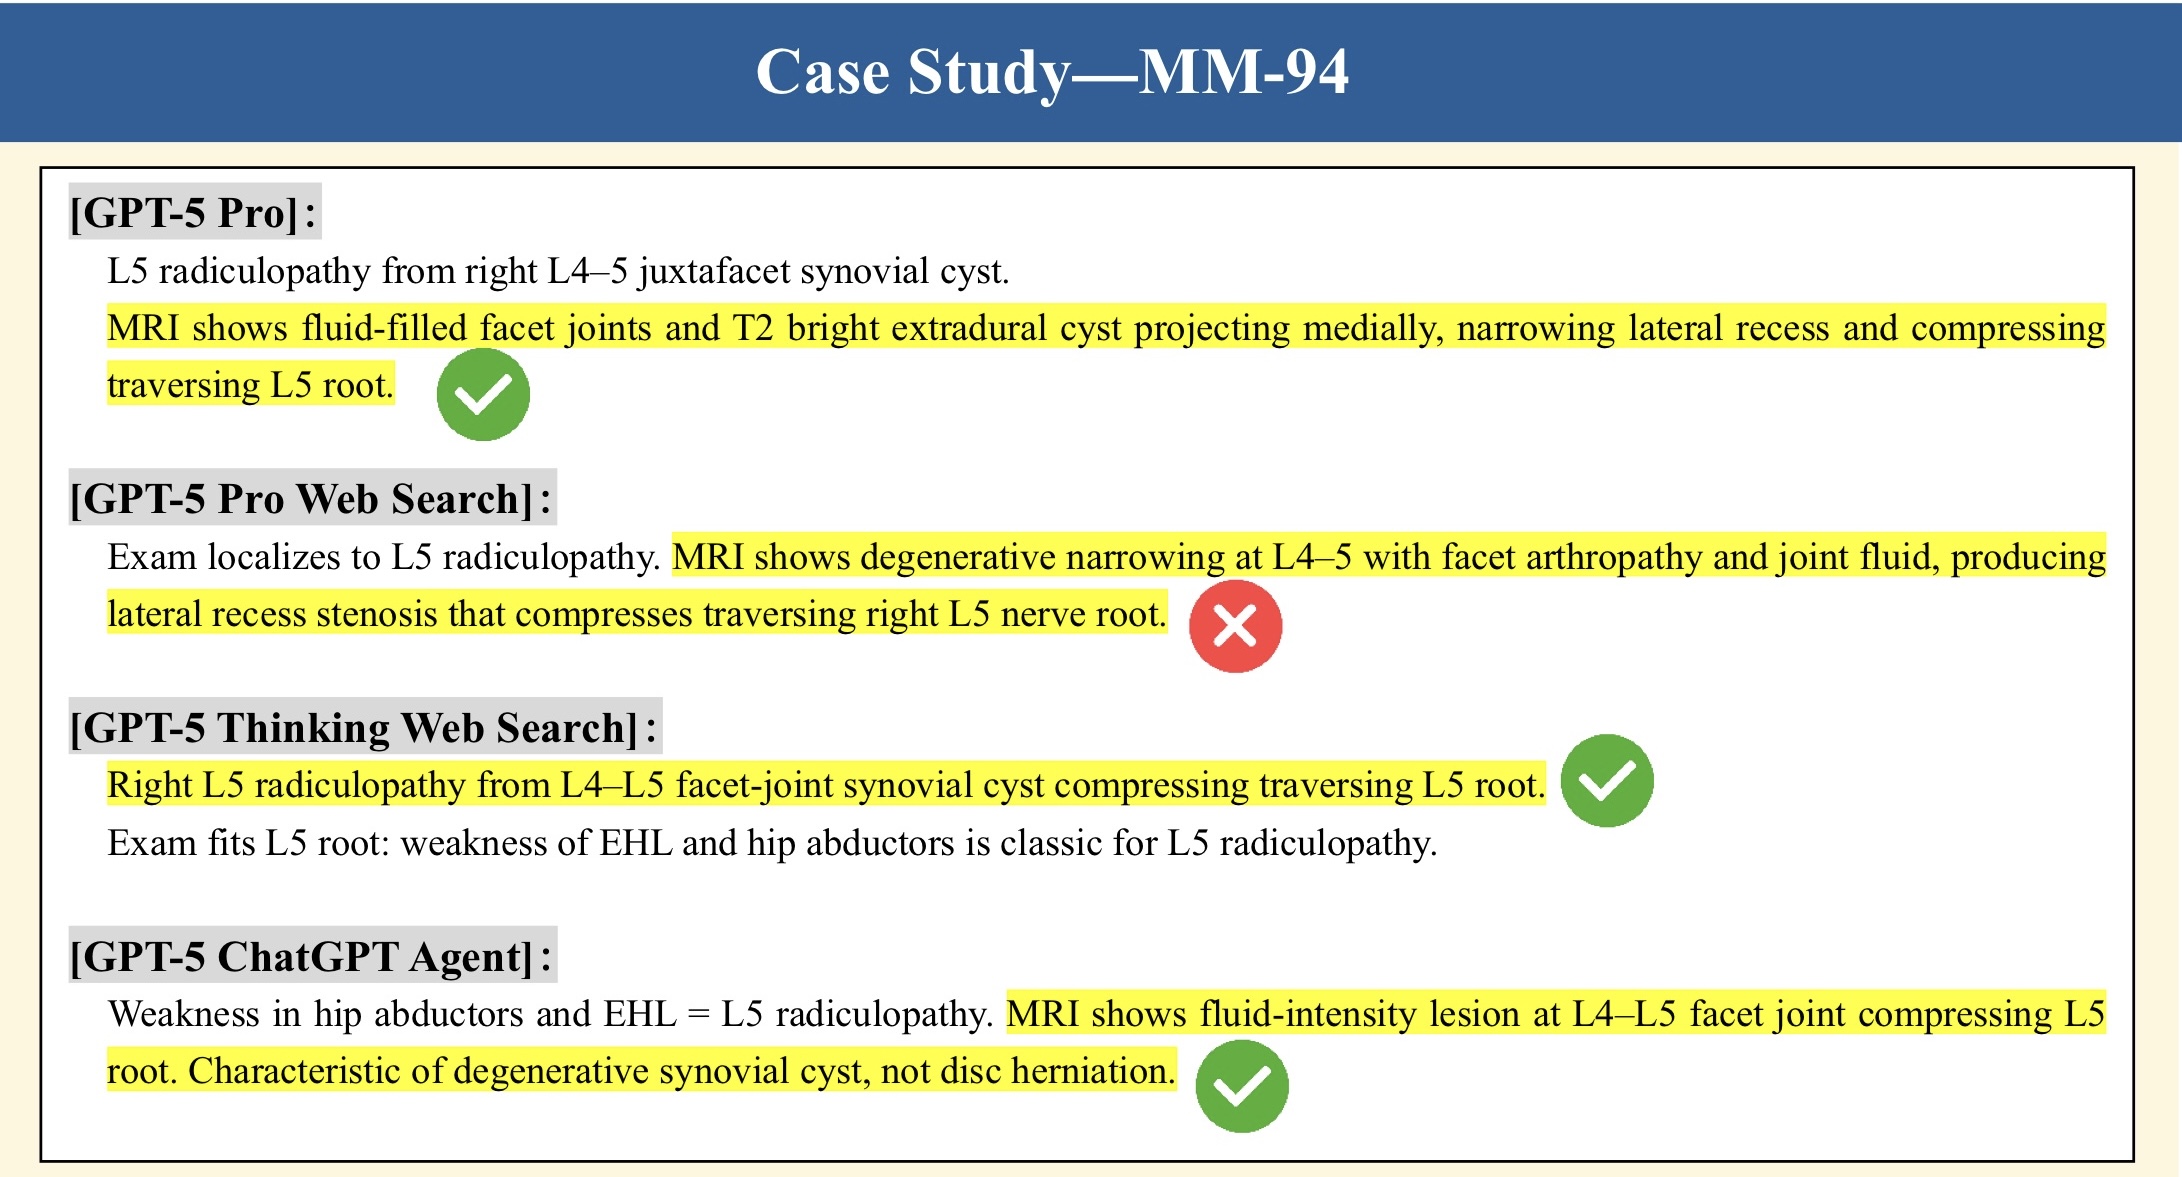 Case Study—MM-94
[GPT-5 Pro]:
L5 radiculopathy from right L4–5 juxtafacet synovial cyst.
MRI shows fluid-filled facet joints and T2 bright extradural cyst projecting medially, narrowing lateral recess and compressing
traversing L5 root.
[GPT-5 Pro Web Search]:
Exam localizes to L5 radiculopathy. MRI shows degenerative narrowing at L4–5 with facet arthropathy and joint fluid, producing
lateral recess stenosis that compresses traversing right L5 nerve root.
[GPT-5 Thinking Web Search]:
Right L5 radiculopathy from L4–L5 facet-joint synovial cyst compressing traversing L5 root.
Exam fits L5 root: weakness of EHL and hip abductors is classic for L5 radiculopathy.
[GPT-5 ChatGPT Agent]:
Weakness in hip abductors and EHL = L5 radiculopathy. MRI shows fluid-intensity lesion at L4–L5 facet joint compressing L5
root. Characteristic of degenerative synovial cyst, not disc herniation.